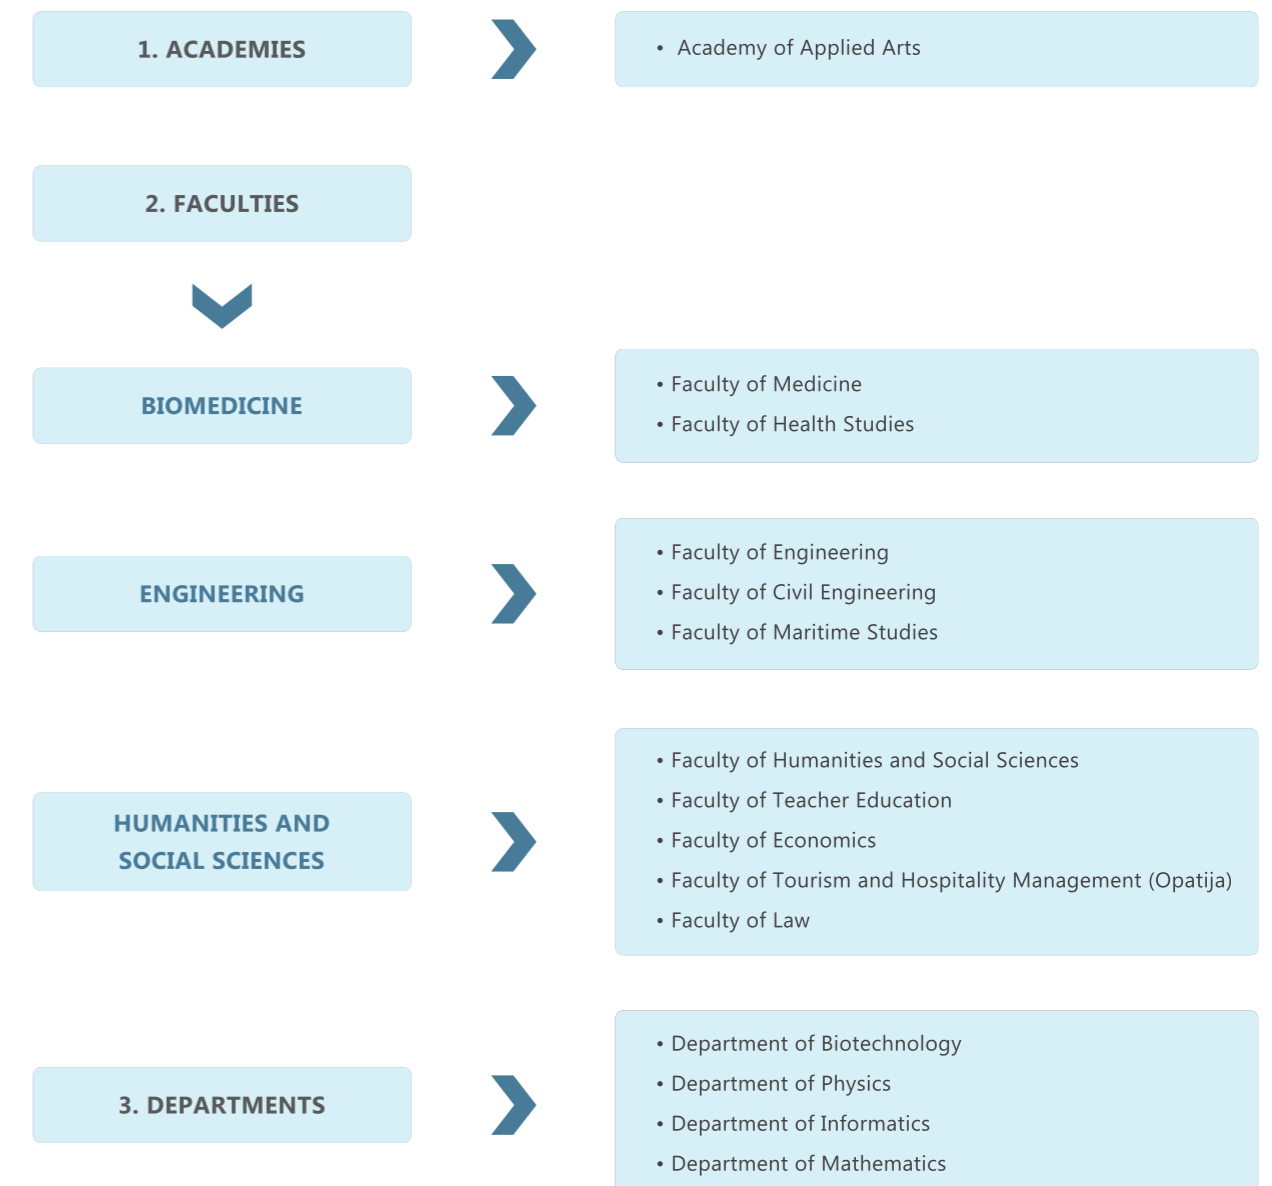 1. ACADEMIES
• Academy of Applied Arts
2. FACULTIES
BIOMEDICINE
• Faculty of Medicine
• Faculty of Health Studies
ENGINEERING
• Faculty of Engineering
• Faculty of Civil Engineering
• Faculty of Maritime Studies
HUMANITIES AND
SOCIAL SCIENCES
• Faculty of Humanities and Social Sciences
• Faculty of Teacher Education
• Faculty of Economics
• Faculty of Tourism and Hospitality Management (Opatija)
• Faculty of Law
3. DEPARTMENTS
• Department of Biotechnology
• Department of Physics
• Department of Informatics
• Department of Mathematics